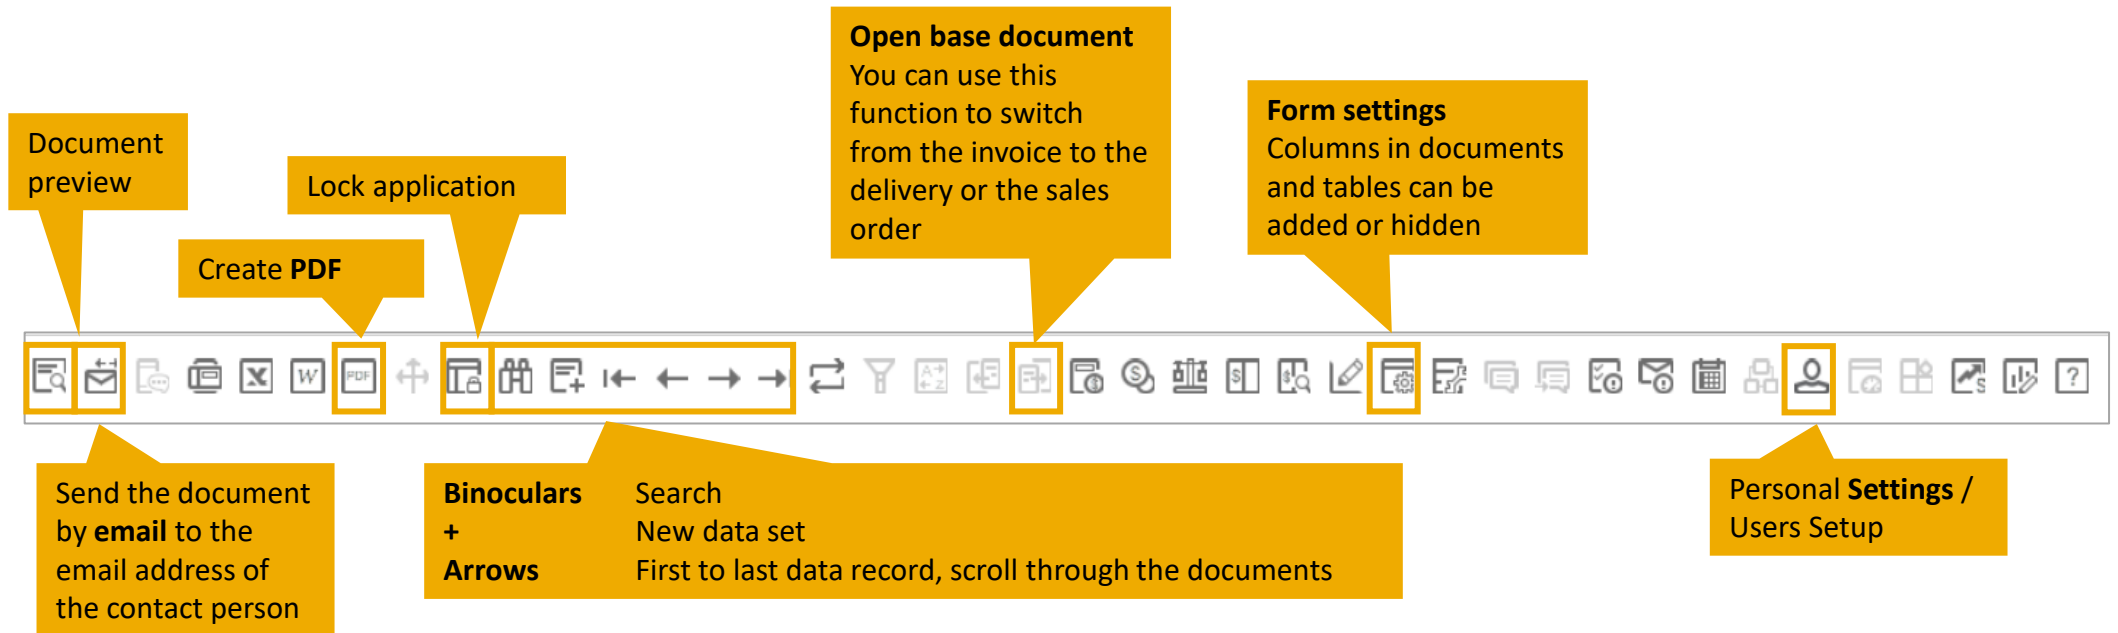 Open base document
You can use this
function to switch
from the invoice to the
delivery or the sales
order
Form settings
Columns in documents
and tables can be
added or hidden
Document
preview
Lock application
Create PDF
W
PDF
A
Z
$
$
$
$
S
?
Send the document
by email to the
email address of
the contact person
Binoculars Search
+ New data set
Arrows First to last data record, scroll through the documents
Personal Settings /
Users Setup